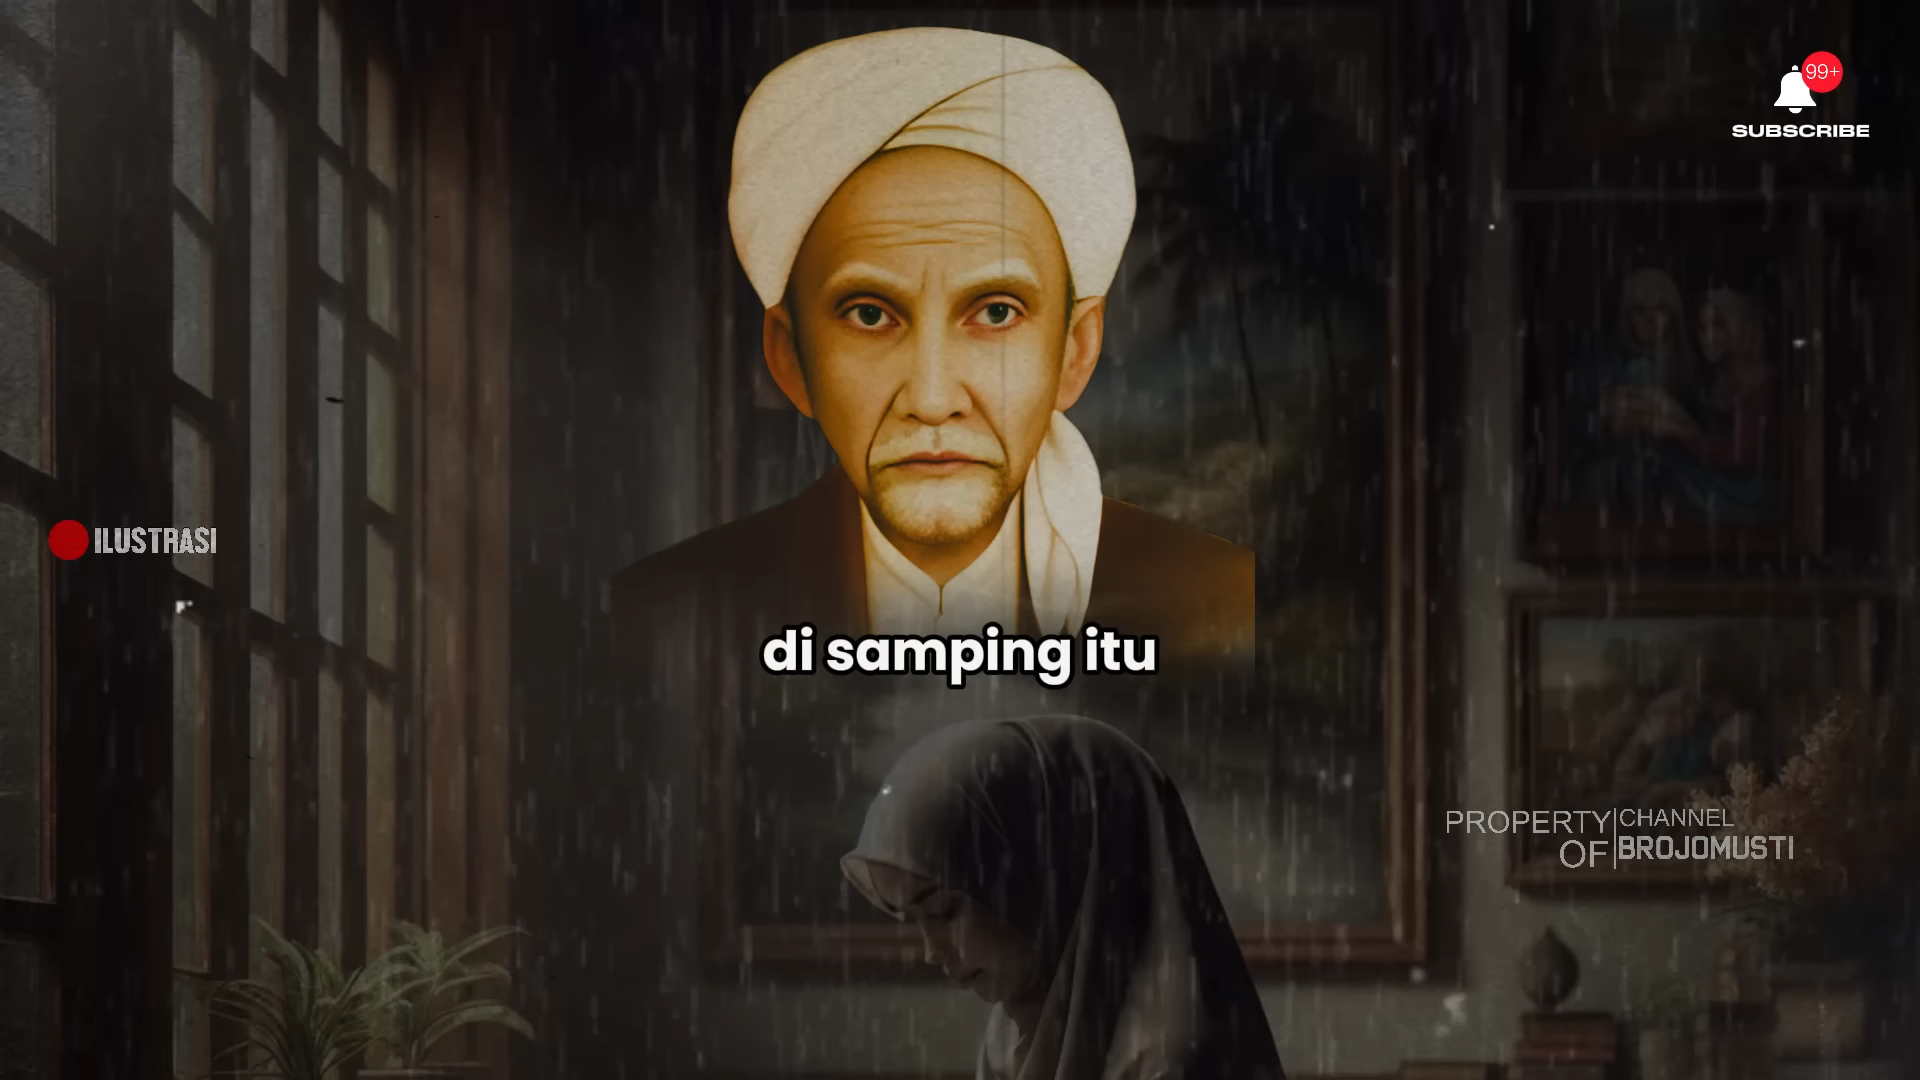 99+
SUBSCRIBE
ILUSTRASI
di samping itu
PROPERTY OF
CHANNEL
BROJOMUSTI